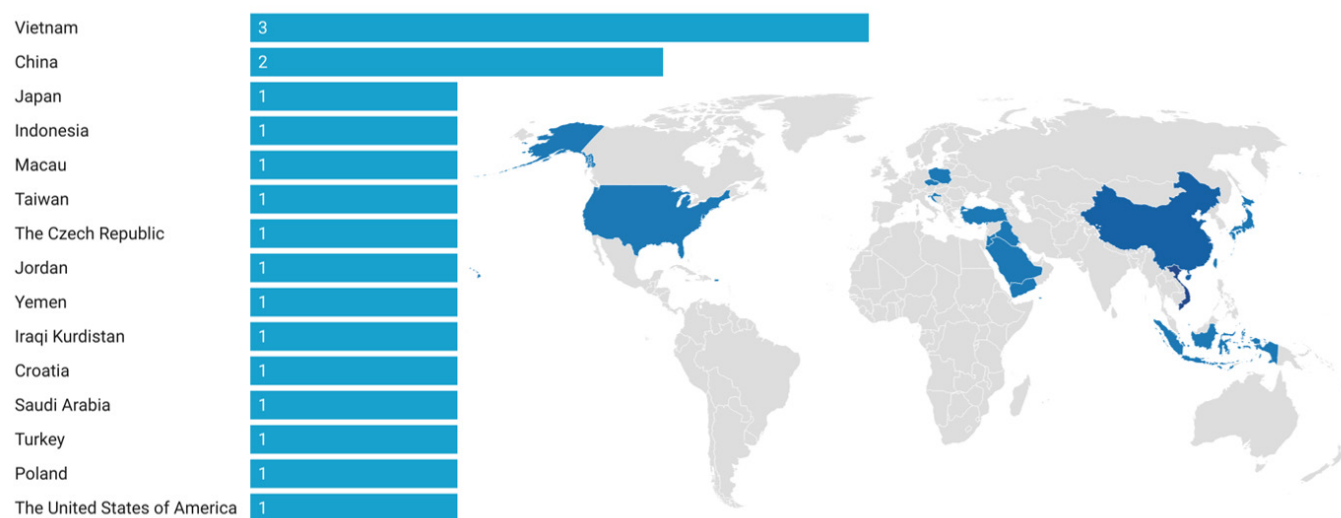 Vietnam 3
China 2
Japan 1
Indonesia 1
Macau 1
Taiwan 1
The Czech Republic 1
Jordan 1
Yemen 1
Iraqi Kurdistan 1
Croatia 1
Saudi Arabia 1
Turkey 1
Poland 1
The United States of America 1